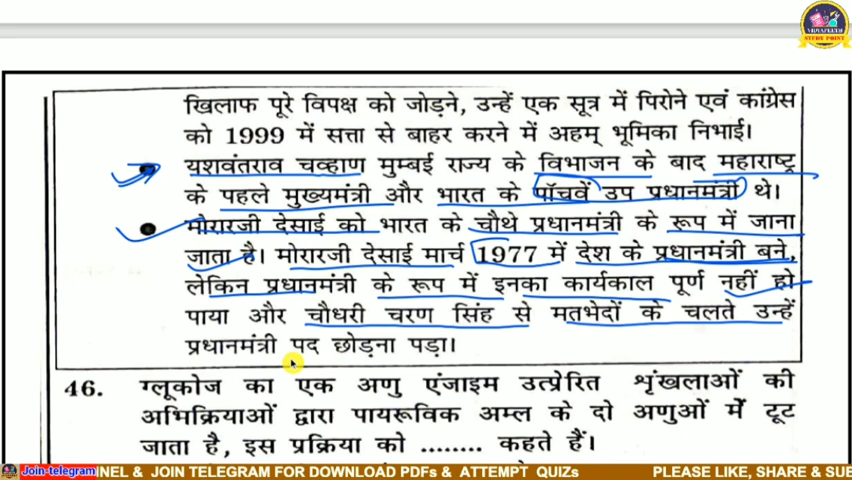 VIDYAPEETH
STUDY POINT
खिलाफ पूरे विपक्ष को जोड़ने, उन्हें एक सूत्र में पिरोने एवं कांग्रेस
को 1999 में सत्ता से बाहर करने में अहम् भूमिका निभाई।
यशवंतराव चव्हाण मुम्बई राज्य के विभाजन के बाद महाराष्ट्र
के पहले मुख्यमंत्री और भारत के पाँचवें उप प्रधानमंत्री थे।
मोरारजी देसाई को भारत के चौथे प्रधानमंत्री के रूप में जाना
जाता है। मोरारजी देसाई मार्च 1977 में देश के प्रधानमंत्री बने,
लेकिन प्रधानमंत्री के रूप में इनका कार्यकाल पूर्ण नहीं हो
पाया और चौधरी चरण सिंह से मतभेदों के चलते उन्हें
प्रधानमंत्री पद छोड़ना पड़ा।
46. ग्लूकोज का एक अणु एंजाइम उत्प्रेरित शृंखलाओं की
अभिक्रियाओं द्वारा पायरूविक अम्ल के दो अणुओं में टूट
जाता है, इस प्रक्रिया को ........ कहते हैं।
Join-telegram NNEL & JOIN TELEGRAM FOR DOWNLOAD PDFs & ATTEMPT QUIZs PLEASE LIKE, SHARE & SUB